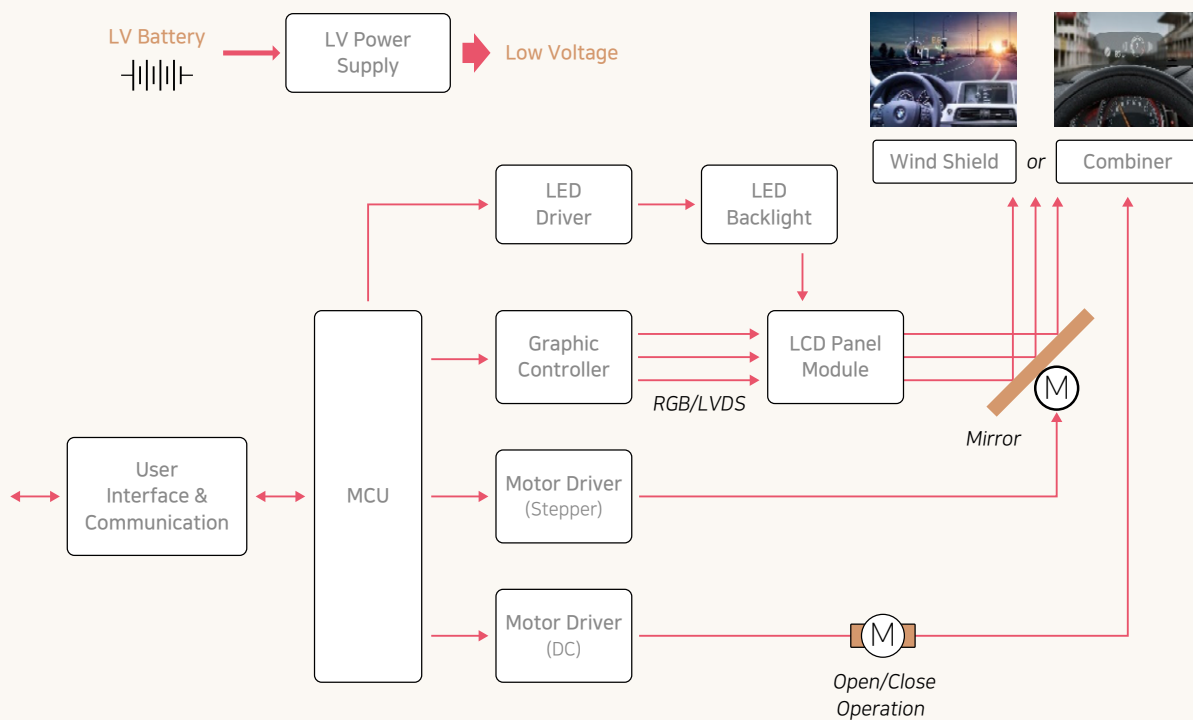 LV Battery
LV Power
Supply
Low Voltage
Wind Shield
or
Combiner
LED
Driver
LED
Backlight
Graphic
Controller
RGB/LVDS
LCD Panel
Module
M
Mirror
User
Interface &
Communication
MCU
Motor Driver
(Stepper)
Motor Driver
(DC)
M
Open/Close
Operation